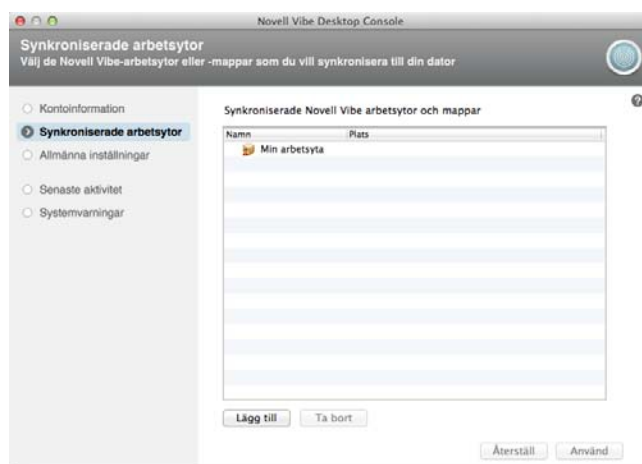 Novell Vibe Desktop Console
Synkroniserade arbetsytor
Välj de Novell Vibe-arbetsytor eller -mappar som du vill synkronisera till din dator
Kontoinformation
Synkroniserade arbetsytor
Allmänna inställningar
Senaste aktivitet
Systemvarningar
?
Synkroniserade Novell Vibe arbetsytor och mappar
Namn Plats
Min arbetsyta
Lägg till Ta bort
Återställ Använd